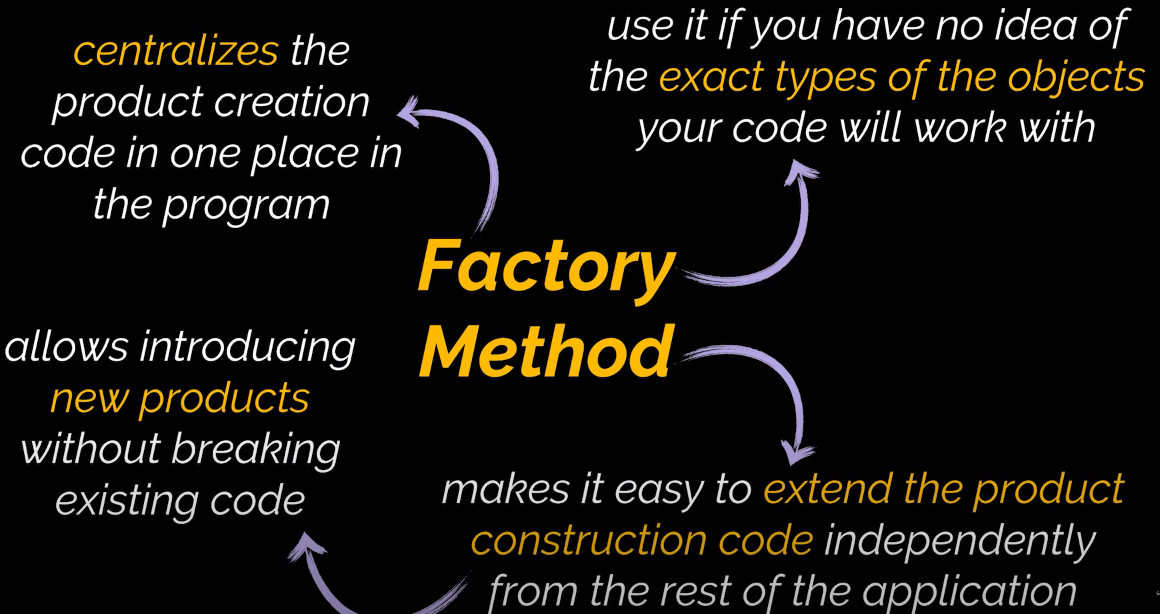 centralizes the
product creation
code in one place in
the program
use it if you have no idea of
the exact types of the objects
your code will work with
Factory
Method
allows introducing
new products
without breaking
existing code
makes it easy to extend the product
construction code independently
from the rest of the application